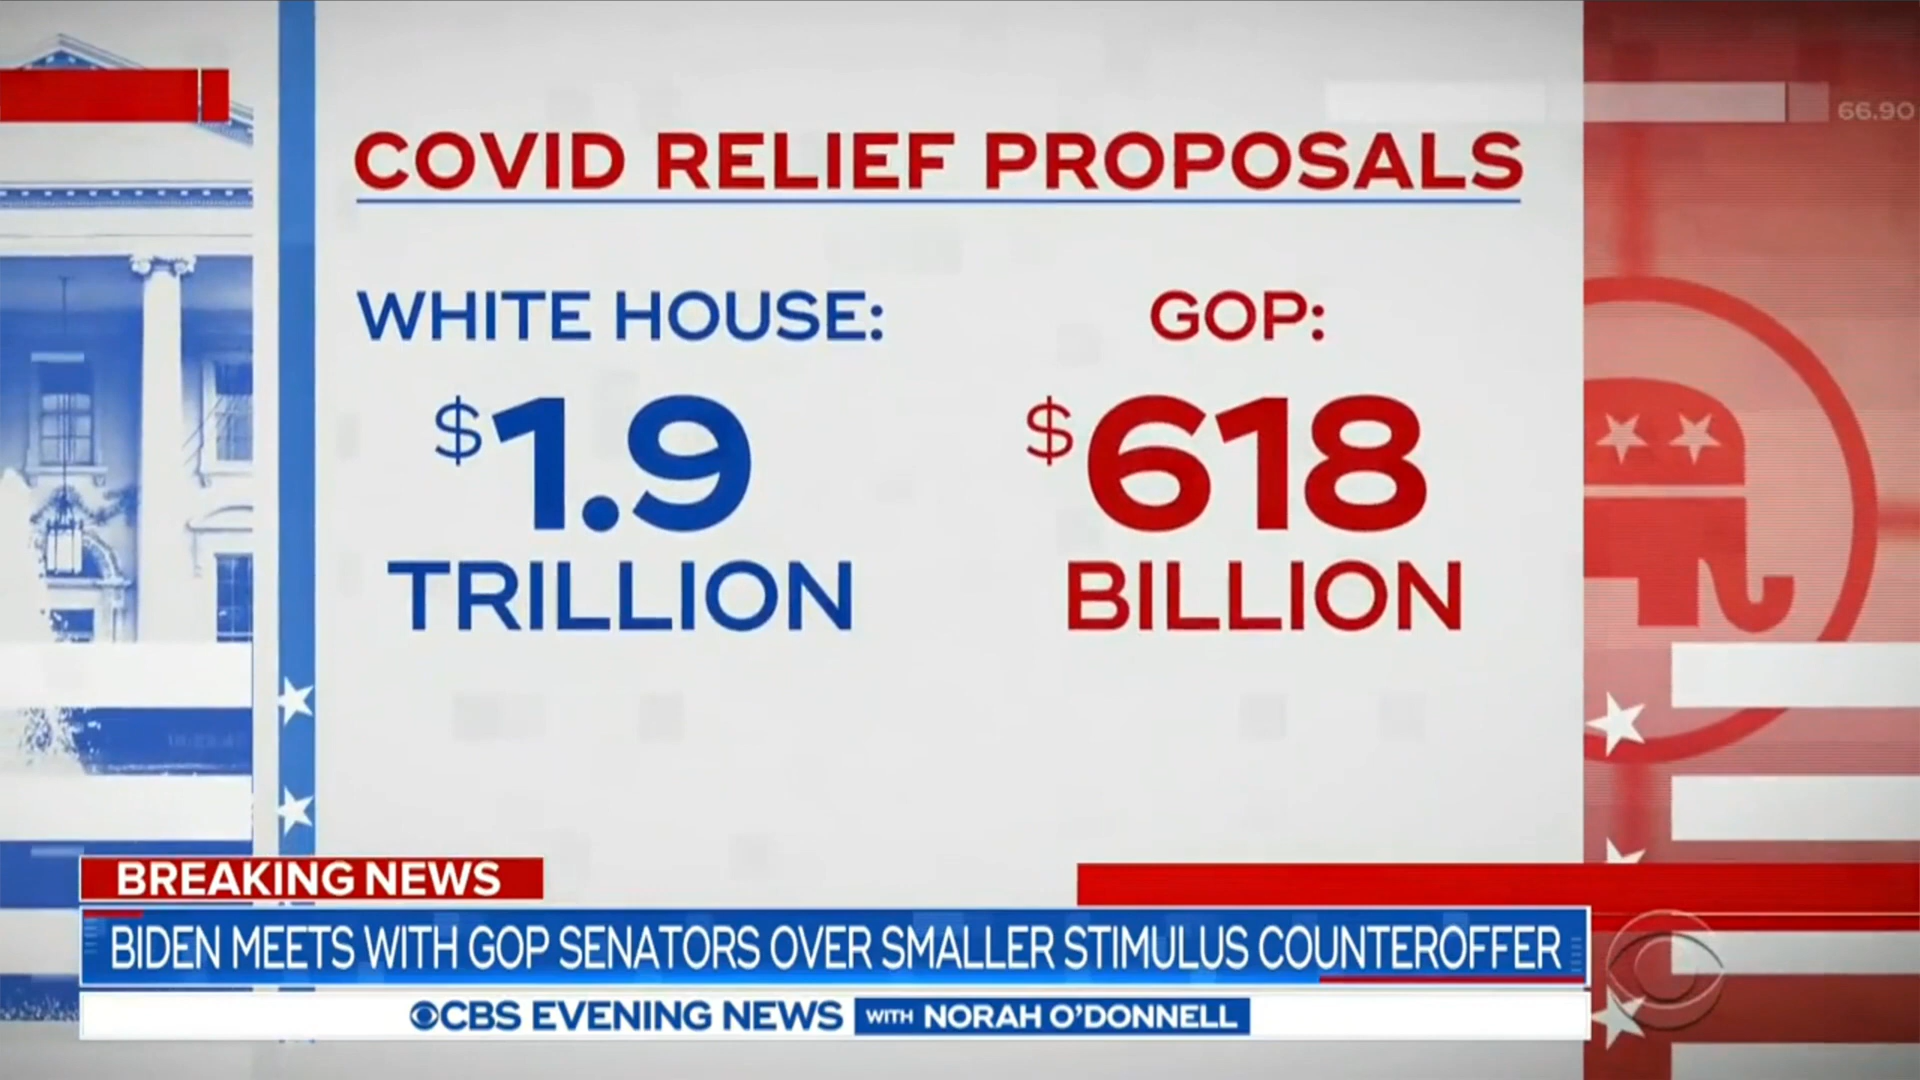 66.90
COVID RELIEF PROPOSALS
WHITE HOUSE:
$1.9
TRILLION
GOP:
$618
BILLION
BREAKING NEWS
BIDEN MEETS WITH GOP SENATORS OVER SMALLER STIMULUS COUNTEROFFER
CBS EVENING NEWS WITH NORAH O'DONNELL